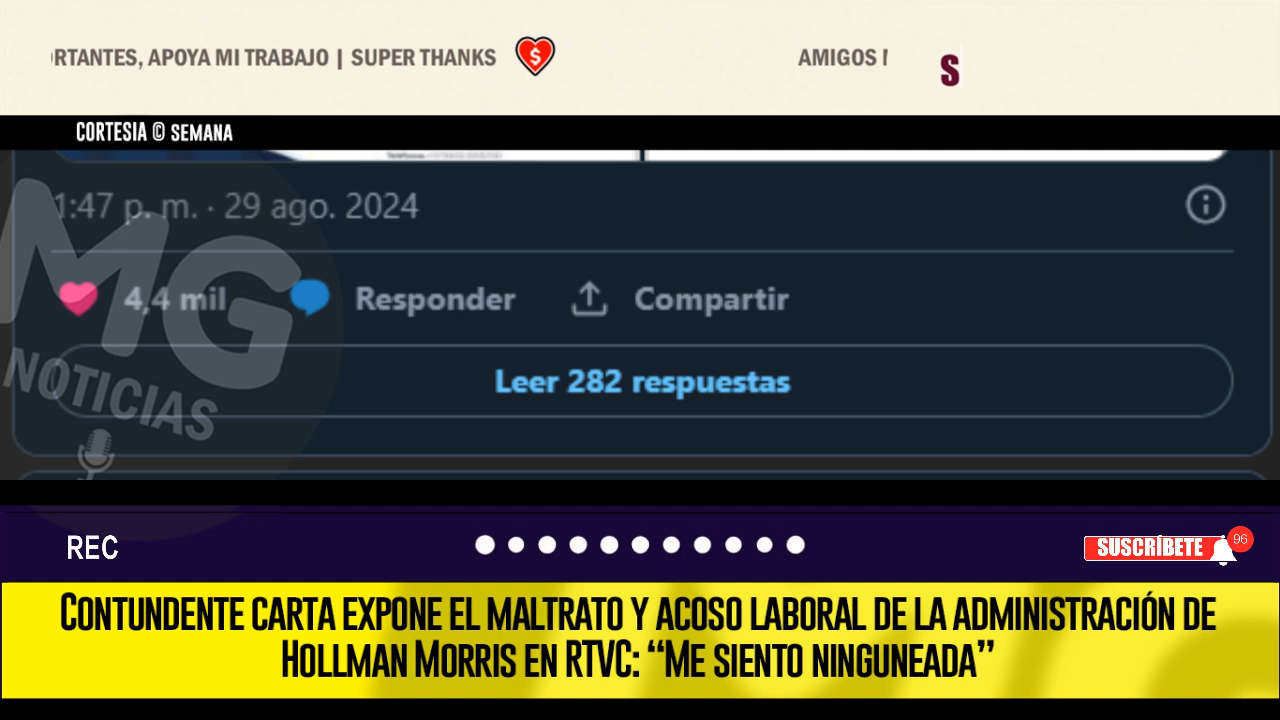 RTANTES, APOYA MI TRABAJO | SUPER THANKS
AMIGOS
S
CORTESIA © SEMANA
1:47 p. m. · 29 ago. 2024
4,4 mil
Responder
Compartir
Leer 282 respuestas
MG
NOTICIAS
REC
SUSCRÍBETE
96
CONTUNDENTE CARTA EXPONE EL MALTRATO Y ACOSO LABORAL DE LA ADMINISTRACIÓN DE
HOLLMAN MORRIS EN RTVC: “ME SIENTO NINGUNEADA”